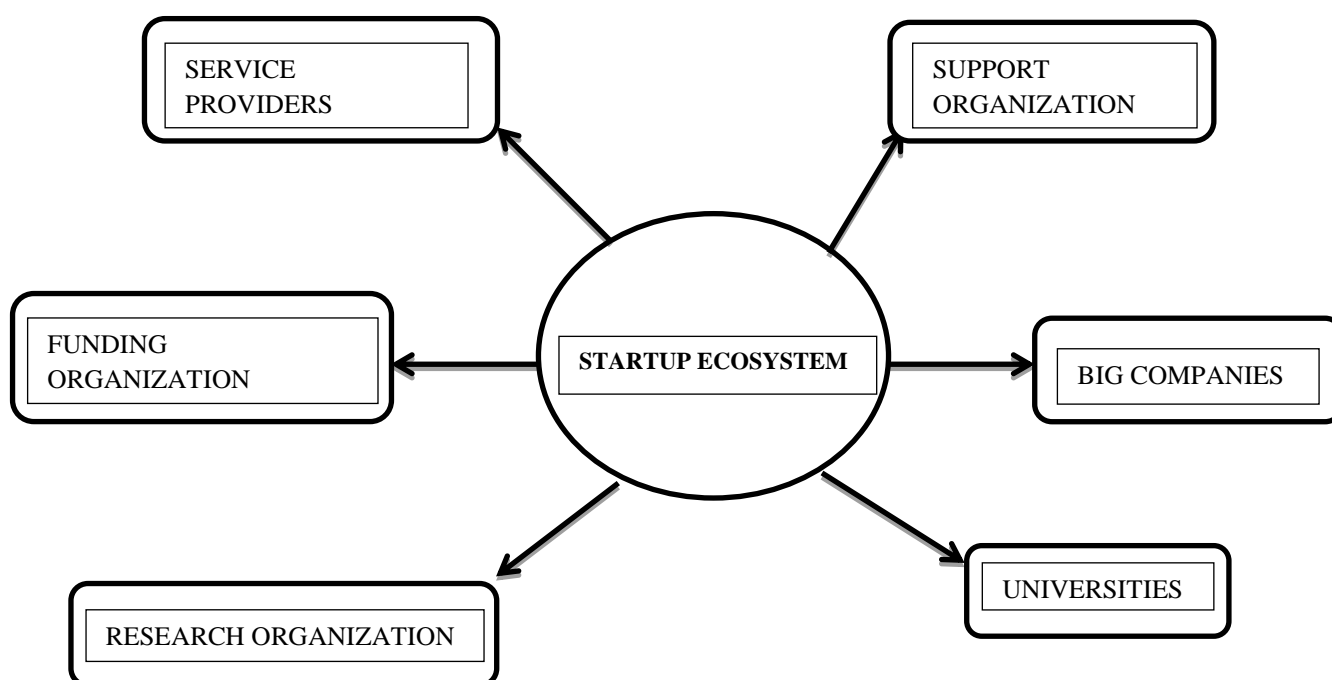 SERVICE
PROVIDERS
SUPPORT
ORGANIZATION
FUNDING
ORGANIZATION
STARTUP ECOSYSTEM
BIG COMPANIES
RESEARCH ORGANIZATION
UNIVERSITIES